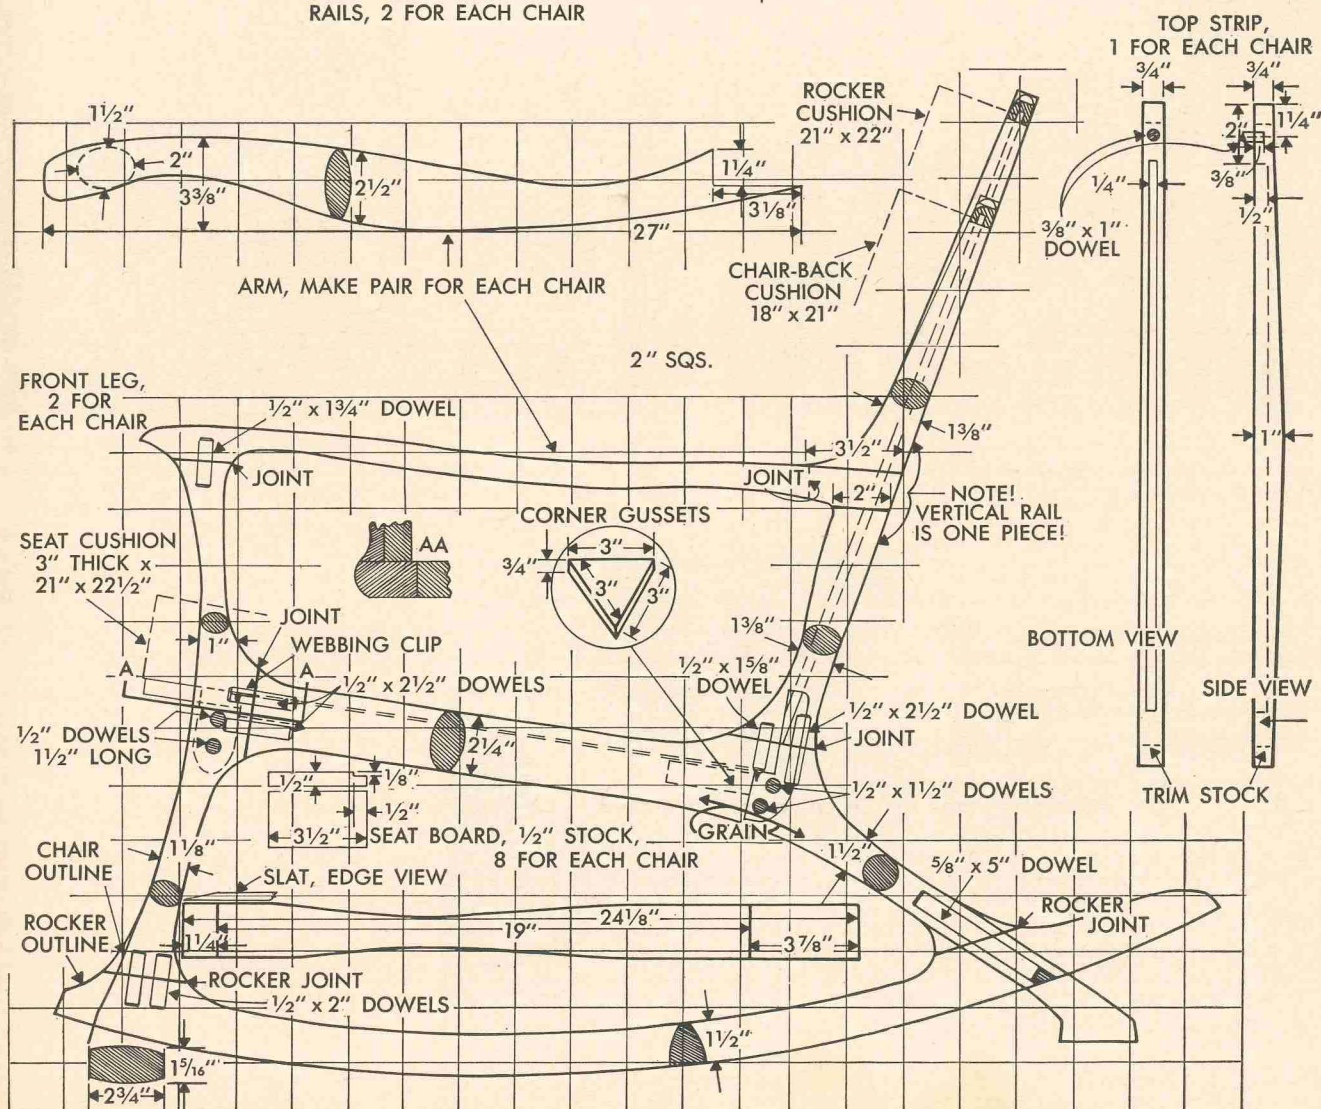 RAILS, 2 FOR EACH CHAIR
TOP STRIP,
1 FOR EACH CHAIR
3/4"
3/4"
1 1/4"
2"
3/8"
1/2"
1/4"
3/8" x 1"
DOWEL
1"
BOTTOM VIEW
SIDE VIEW
TRIM STOCK
1 1/2"
2"
3 3/8"
2 1/2"
1 1/4"
3 1/8"
27"
ARM, MAKE PAIR FOR EACH CHAIR
ROCKER
CUSHION
21" x 22"
CHAIR-BACK
CUSHION
18" x 21"
2" SQS.
FRONT LEG,
2 FOR
EACH CHAIR
1/2" x 1 3/4" DOWEL
JOINT
3 1/2"
1 3/8"
JOINT
2"
NOTE!
VERTICAL RAIL
IS ONE PIECE!
SEAT CUSHION
3" THICK x
21" x 22 1/2"
AA
CORNER GUSSETS
3"
3/4"
3"
3"
JOINT
1"
WEBBING CLIP
A
A
1/2" x 2 1/2" DOWELS
1/2" DOWELS
1 1/2" LONG
2 1/4"
1 3/8"
1/2" x 1 5/8"
DOWEL
1/2" x 2 1/2" DOWEL
JOINT
1/2" x 1 1/2" DOWELS
GRAIN
1/2"
1/8"
1/2"
3 1/2"
SEAT BOARD, 1/2" STOCK,
8 FOR EACH CHAIR
CHAIR
OUTLINE
1 1/8"
SLAT, EDGE VIEW
1 1/2"
5/8" x 5" DOWEL
ROCKER
JOINT
ROCKER
OUTLINE
24 1/8"
19"
1 1/4"
3 7/8"
ROCKER JOINT
1/2" x 2" DOWELS
1 1/2"
1 5/16"
2 3/4"